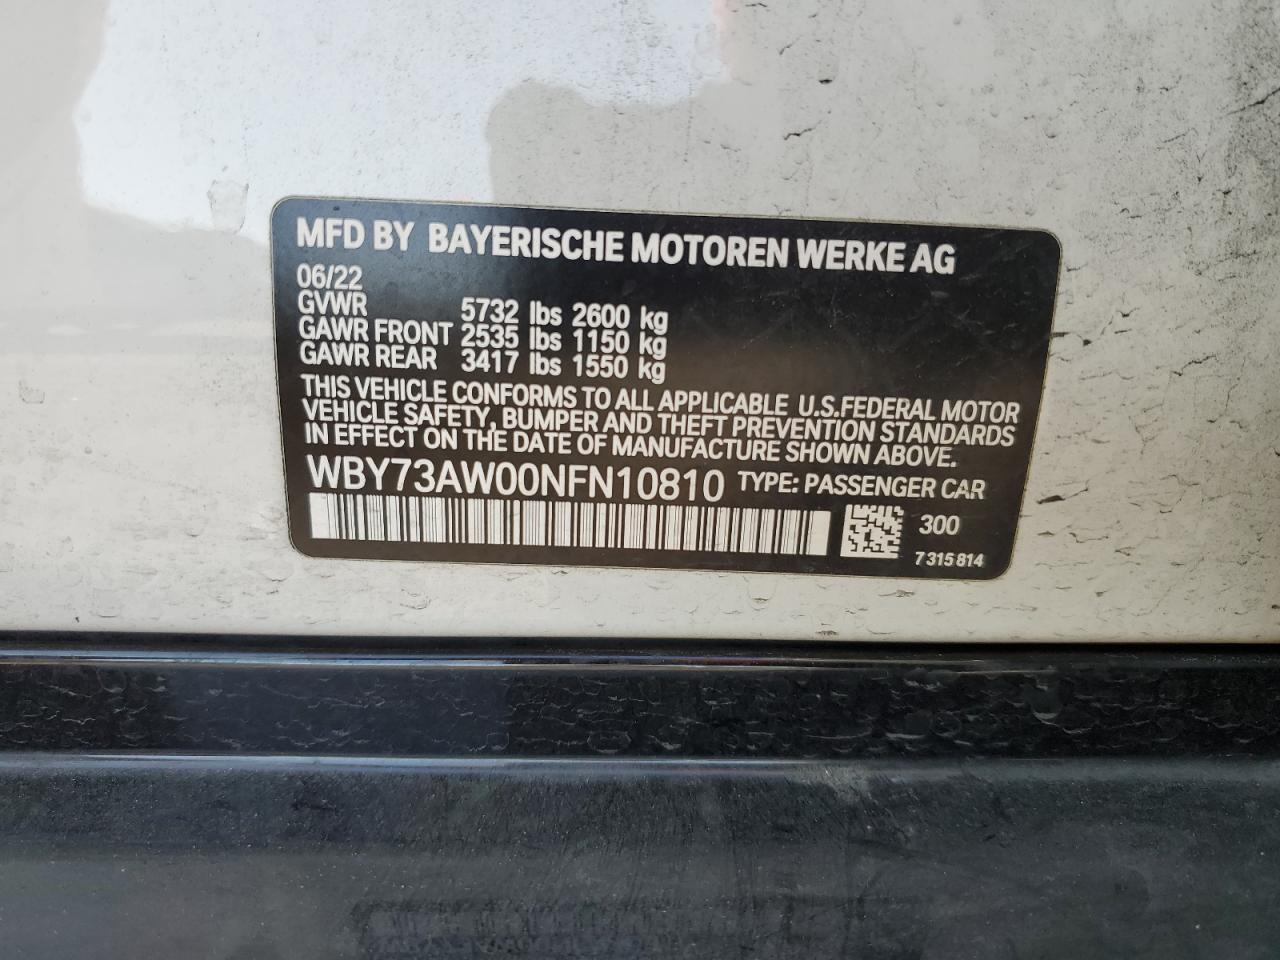 MFD BY BAYERISCHE MOTOREN WERKE AG
06/22
GVWR 5732 lbs 2600 kg
GAWR FRONT 2535 lbs 1150 kg
GAWR REAR 3417 lbs 1550 kg
THIS VEHICLE CONFORMS TO ALL APPLICABLE U.S.FEDERAL MOTOR
VEHICLE SAFETY, BUMPER AND THEFT PREVENTION STANDARDS
IN EFFECT ON THE DATE OF MANUFACTURE SHOWN ABOVE.
WBY73AW00NFN10810 TYPE: PASSENGER CAR
300
7 315 814